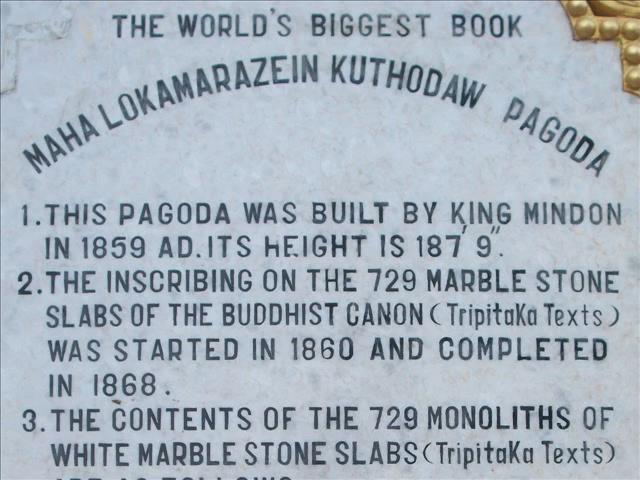 THE WORLD'S BIGGEST BOOK
MAHA LOKAMARAZEIN KUTHODAW PAGODA
1. THIS PAGODA WAS BUILT BY KING MINDON
IN 1859 AD. ITS HEIGHT IS 187' 9".
2. THE INSCRIBING ON THE 729 MARBLE STONE
SLABS OF THE BUDDHIST CANON (TripitaKa Texts)
WAS STARTED IN 1860 AND COMPLETED
IN 1868.
3. THE CONTENTS OF THE 729 MONOLITHS OF
WHITE MARBLE STONE SLABS (TripitaKa Texts)
ARE AS FOLLOWS